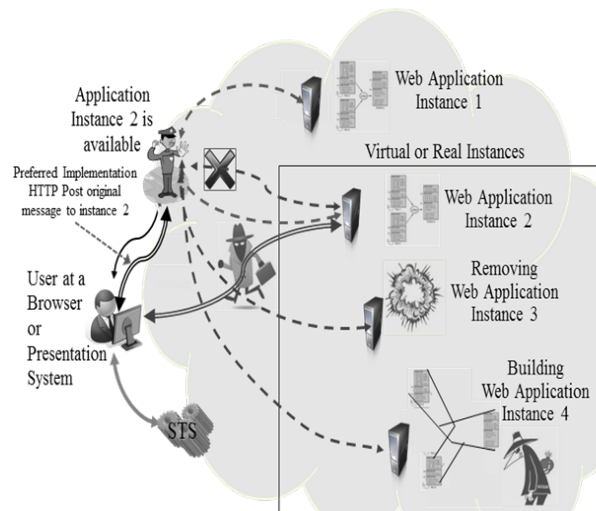 Application
Instance 2 is
available
Preferred Implementation
HTTP Post original
message to instance 2
User at a
Browser
or
Presentation
System
STS
Web Application
Instance 1
Virtual or Real Instances
Web Application
Instance 2
Removing
Web Application
Instance 3
Building
Web Application
Instance 4